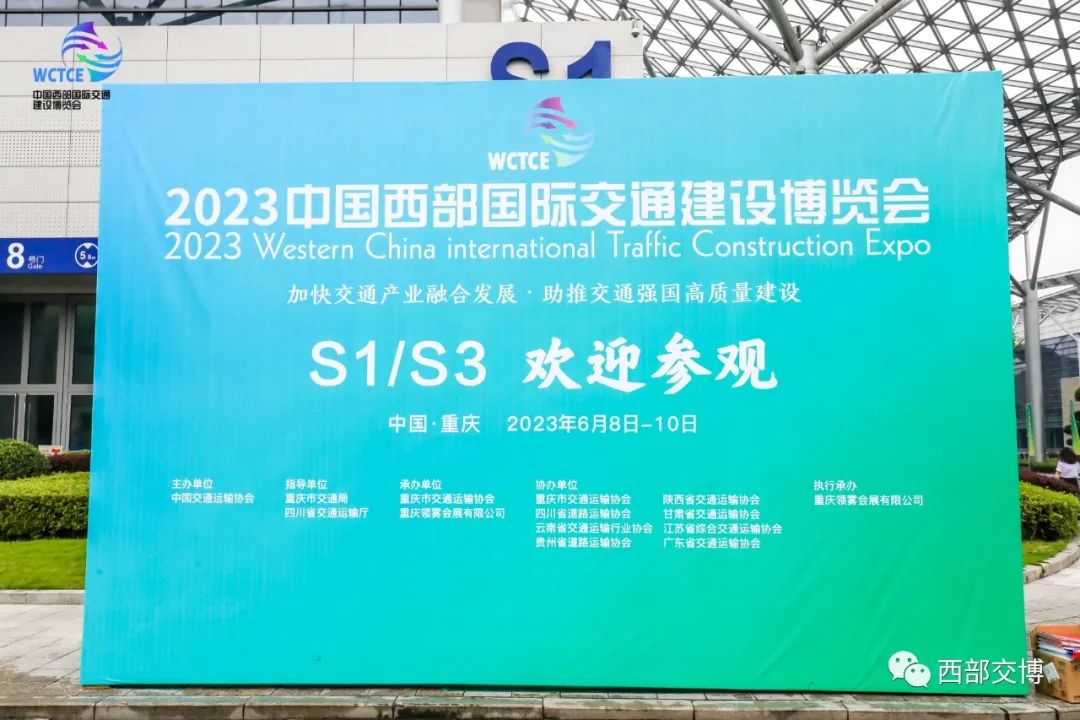 WCTCE
中国西部国际交通
建设博览会
S1
8号门
Gate
WCTCE
2023中国西部国际交通建设博览会
2023 Western China international Traffic Construction Expo
加快交通产业融合发展·助推交通强国高质量建设
S1/S3 欢迎参观
中国·重庆 2023年6月8日-10日
主办单位
中国交通运输协会
指导单位
重庆市交通局
四川省交通运输厅
承办单位
重庆市交通运输协会
重庆领雾会展有限公司
协办单位
重庆市交通运输协会 陕西省交通运输协会
四川省道路运输协会 甘肃省交通运输协会
云南省交通运输行业协会 江苏省综合交通运输协会
贵州省道路运输协会 广东省交通运输协会
执行承办
重庆领雾会展有限公司
西部交博